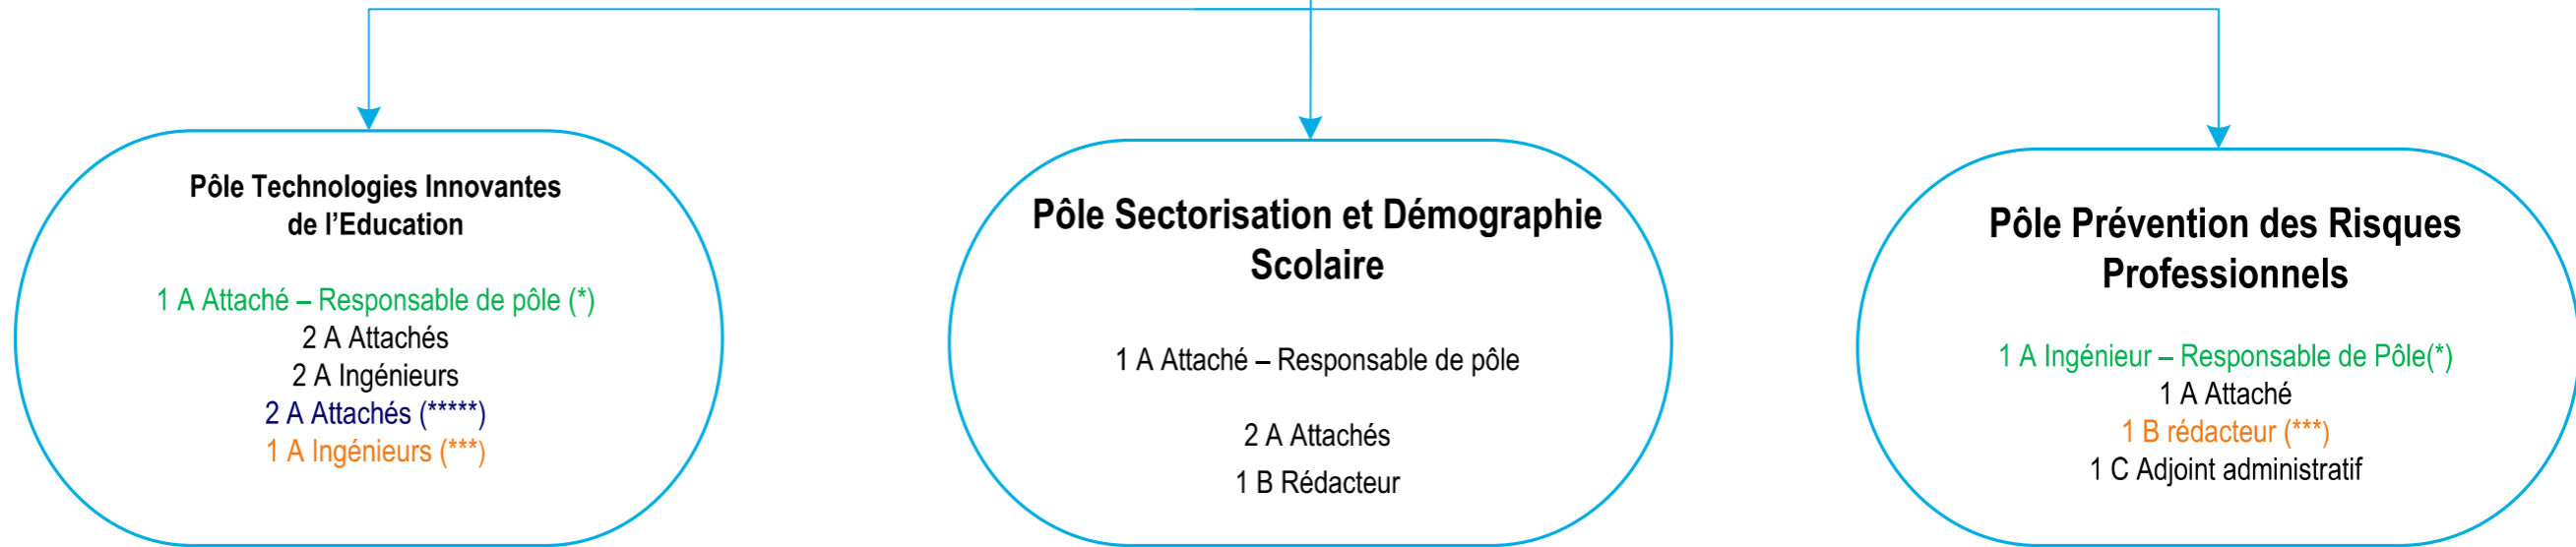 Pôle Technologies Innovantes
de l’Education
1 A Attaché – Responsable de pôle (*)
2 A Attachés
2 A Ingénieurs
2 A Attachés (*****)
1 A Ingénieurs (***)
Pôle Sectorisation et Démographie
Scolaire
1 A Attaché – Responsable de pôle
2 A Attachés
1 B Rédacteur
Pôle Prévention des Risques
Professionnels
1 A Ingénieur – Responsable de Pôle(*)
1 A Attaché
1 B rédacteur (***)
1 C Adjoint administratif